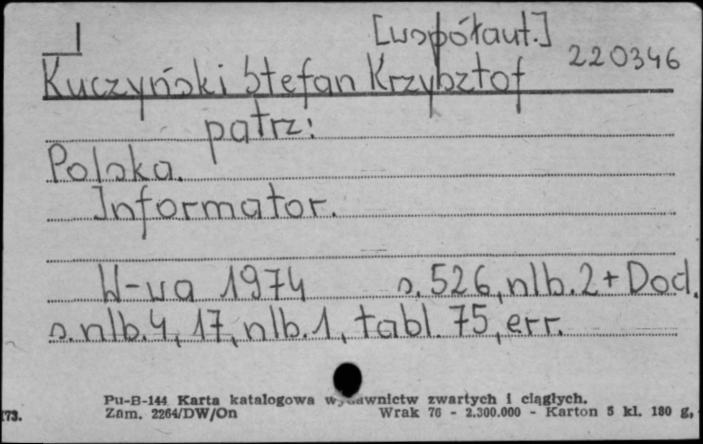 I
[współaut.]
220346
Kuczyński Stefan Krzysztof
patrz:
Polska.
Informator.
W-wa 1974 s. 526, nlb. 2 + Dod.
s. nlb. 4, 17, nlb. 1, tabl. 75, err.
Pu-B-144 Karta katalogowa wydawnictw zwartych i ciągłych.
73. Zam. 2264/DW/On Wrak 76 - 2.300.000 - Karton 5 kl. 180 g.